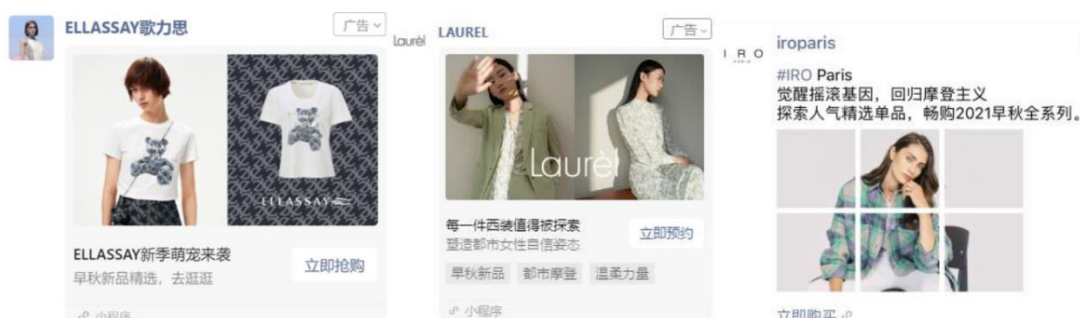 ELLASSAY歌力思
广告
ELLASSAY
ELLASSAY新季萌宠来袭
早秋新品精选，去逛逛
立即抢购
小程序
Laurèl
LAUREL
广告
Laurèl
每一件西装值得被探索
塑造都市女性自信姿态
立即预约
早秋新品 都市摩登 温柔力量
小程序
IRO
PARIS
iroparis
#IRO Paris
觉醒摇滚基因，回归摩登主义
探索人气精选单品，畅购2021早秋全系列。
立即购买